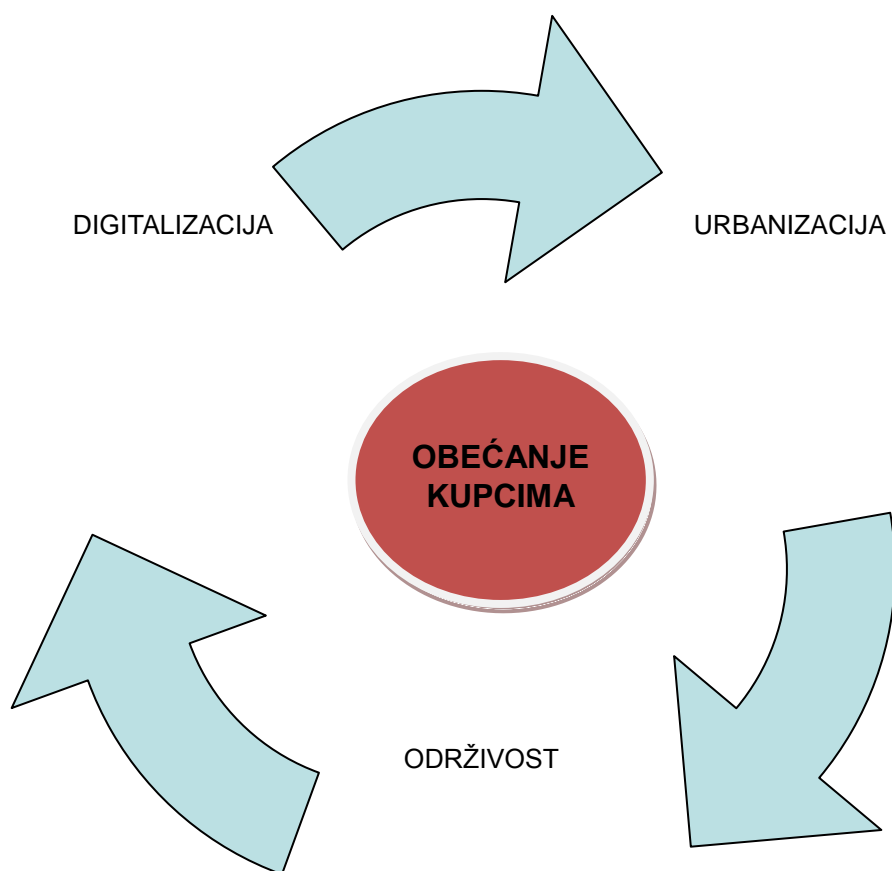 DIGITALIZACIJA
URBANIZACIJA
OBEĆANJE
KUPCIMA
ODRŽIVOST